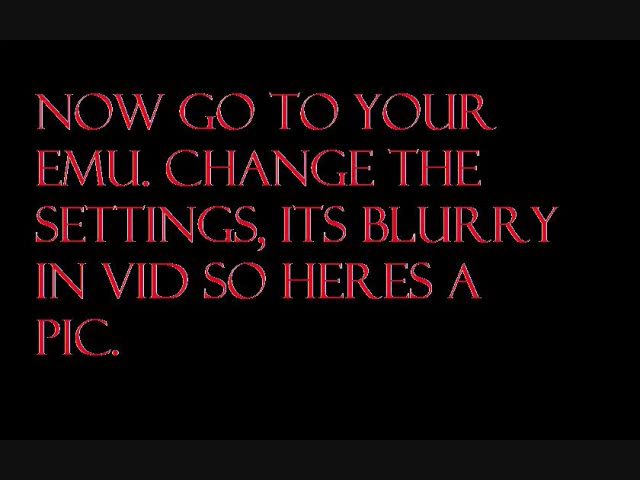 NOW GO TO YOUR
EMU. CHANGE THE
SETTINGS, ITS BLURRY
IN VID SO HERES A
PIC.